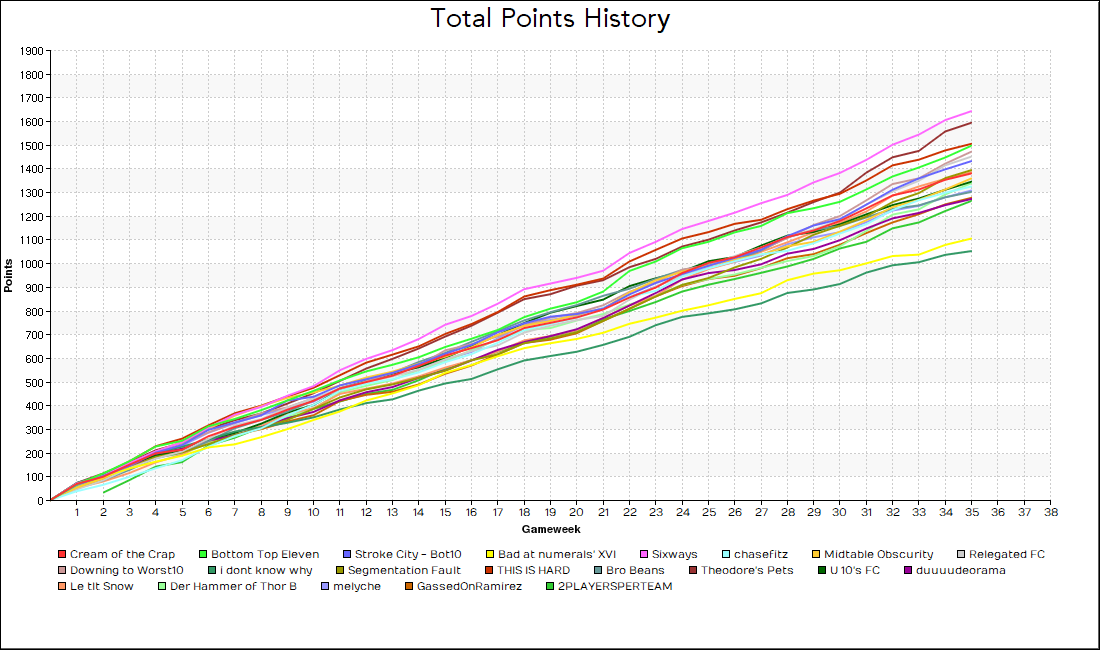 Total Points History
1900
1800
1700
1600
1500
1400
1300
1200
1100
1000
900
800
700
600
500
400
300
200
100
0
Points
1 2 3 4 5 6 7 8 9 10 11 12 13 14 15 16 17 18 19 20 21 22 23 24 25 26 27 28 29 30 31 32 33 34 35 36 37 38
Gameweek
Cream of the Crap Bottom Top Eleven Stroke City - Bot10 Bad at numerals' XVI Sixways chasefitz Midtable Obscurity Relegated FC
Downing to Worst10 i dont know why Segmentation Fault THIS IS HARD Bro Beans Theodore's Pets U 10's FC duuuudeorama
Le tit Snow Der Hammer of Thor B melyche GassedOnRamirez 2PLAYERSPERTEAM